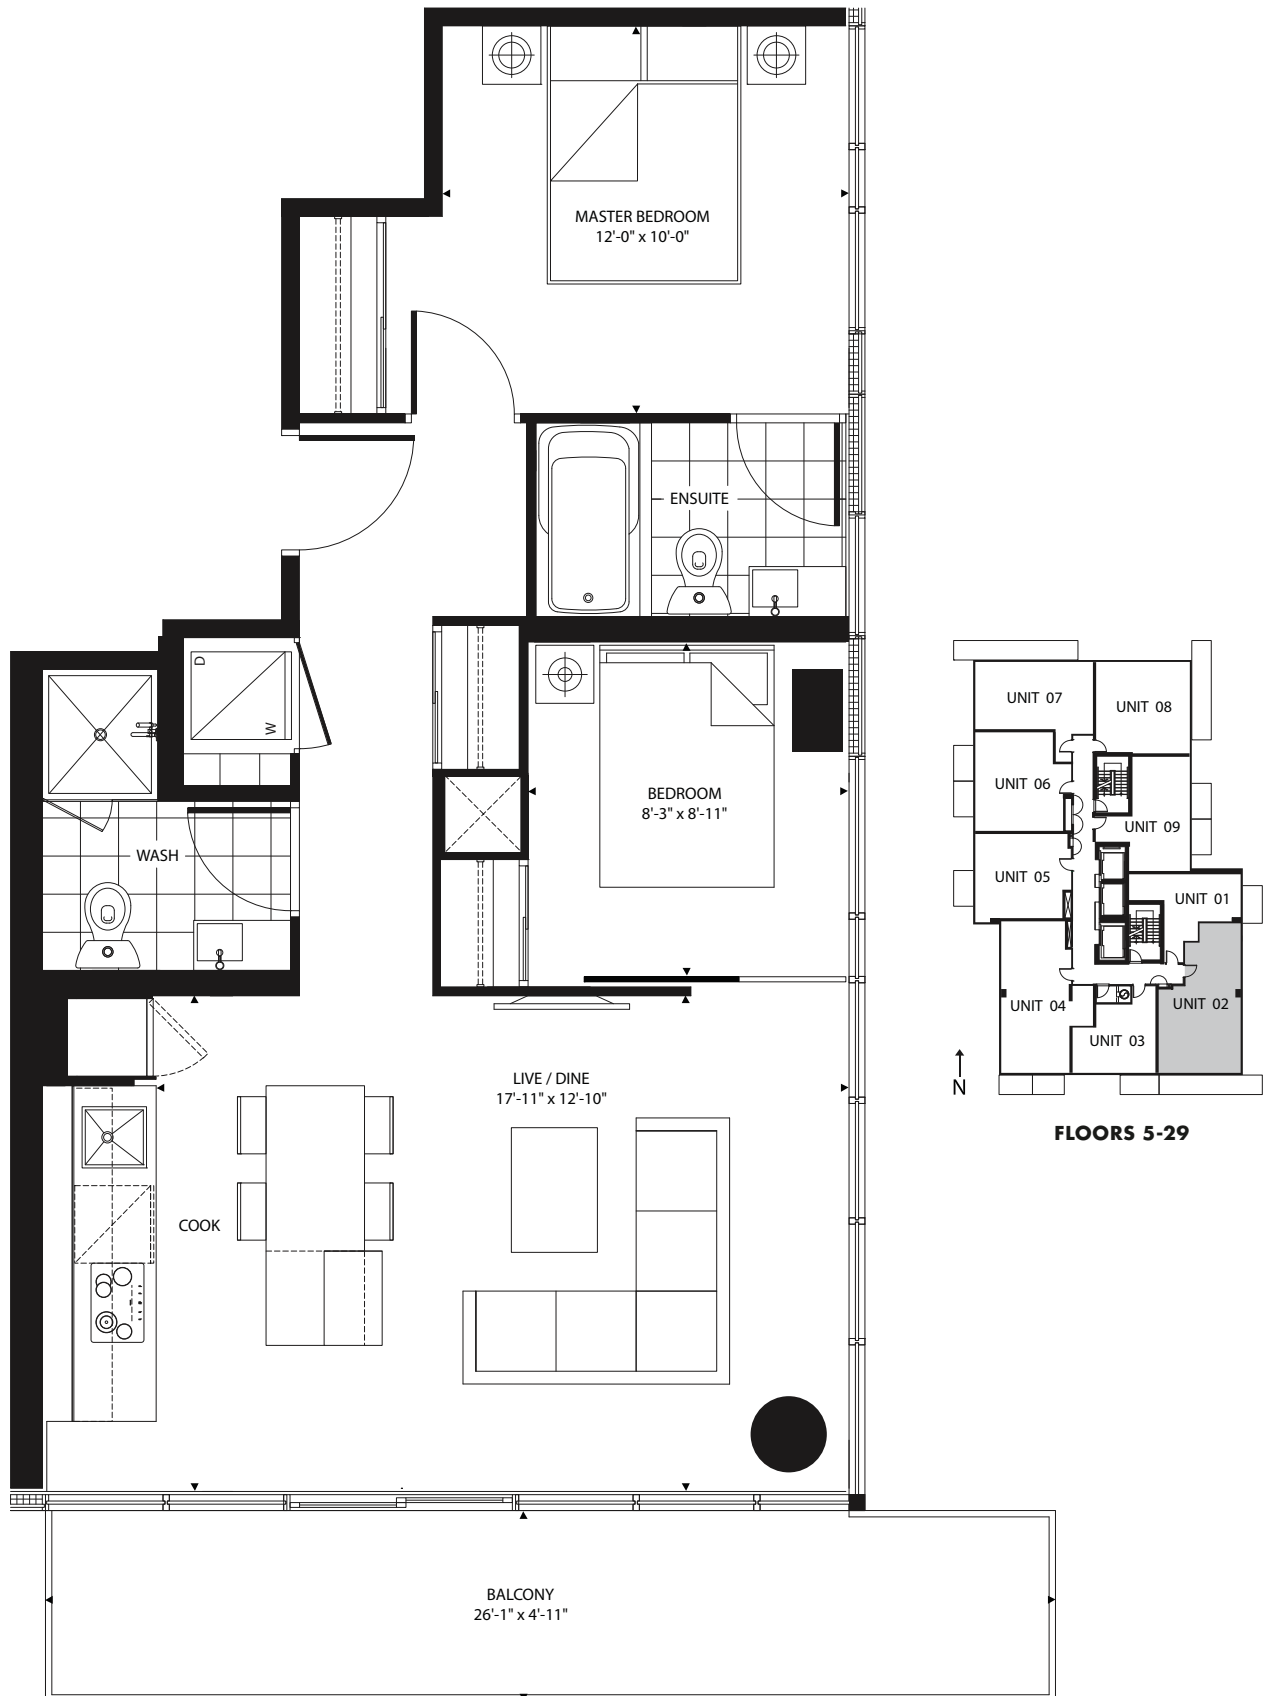 MASTER BEDROOM
12'-0" x 10'-0"
ENSUITE
D
W
BEDROOM
8'-3" x 8'-11"
WASH
LIVE / DINE
17'-11" x 12'-10"
COOK
BALCONY
26'-1" x 4'-11"
UNIT 07
UNIT 08
UNIT 06
UNIT 09
UNIT 05
UNIT 01
UNIT 04
UNIT 02
UNIT 03
N
FLOORS 5-29